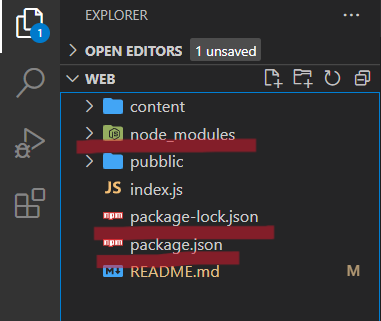 EXPLORER
OPEN EDITORS 1 unsaved
WEB
content
node_modules
pubblic
JS index.js
npm package-lock.json
npm package.json
README.md M
1